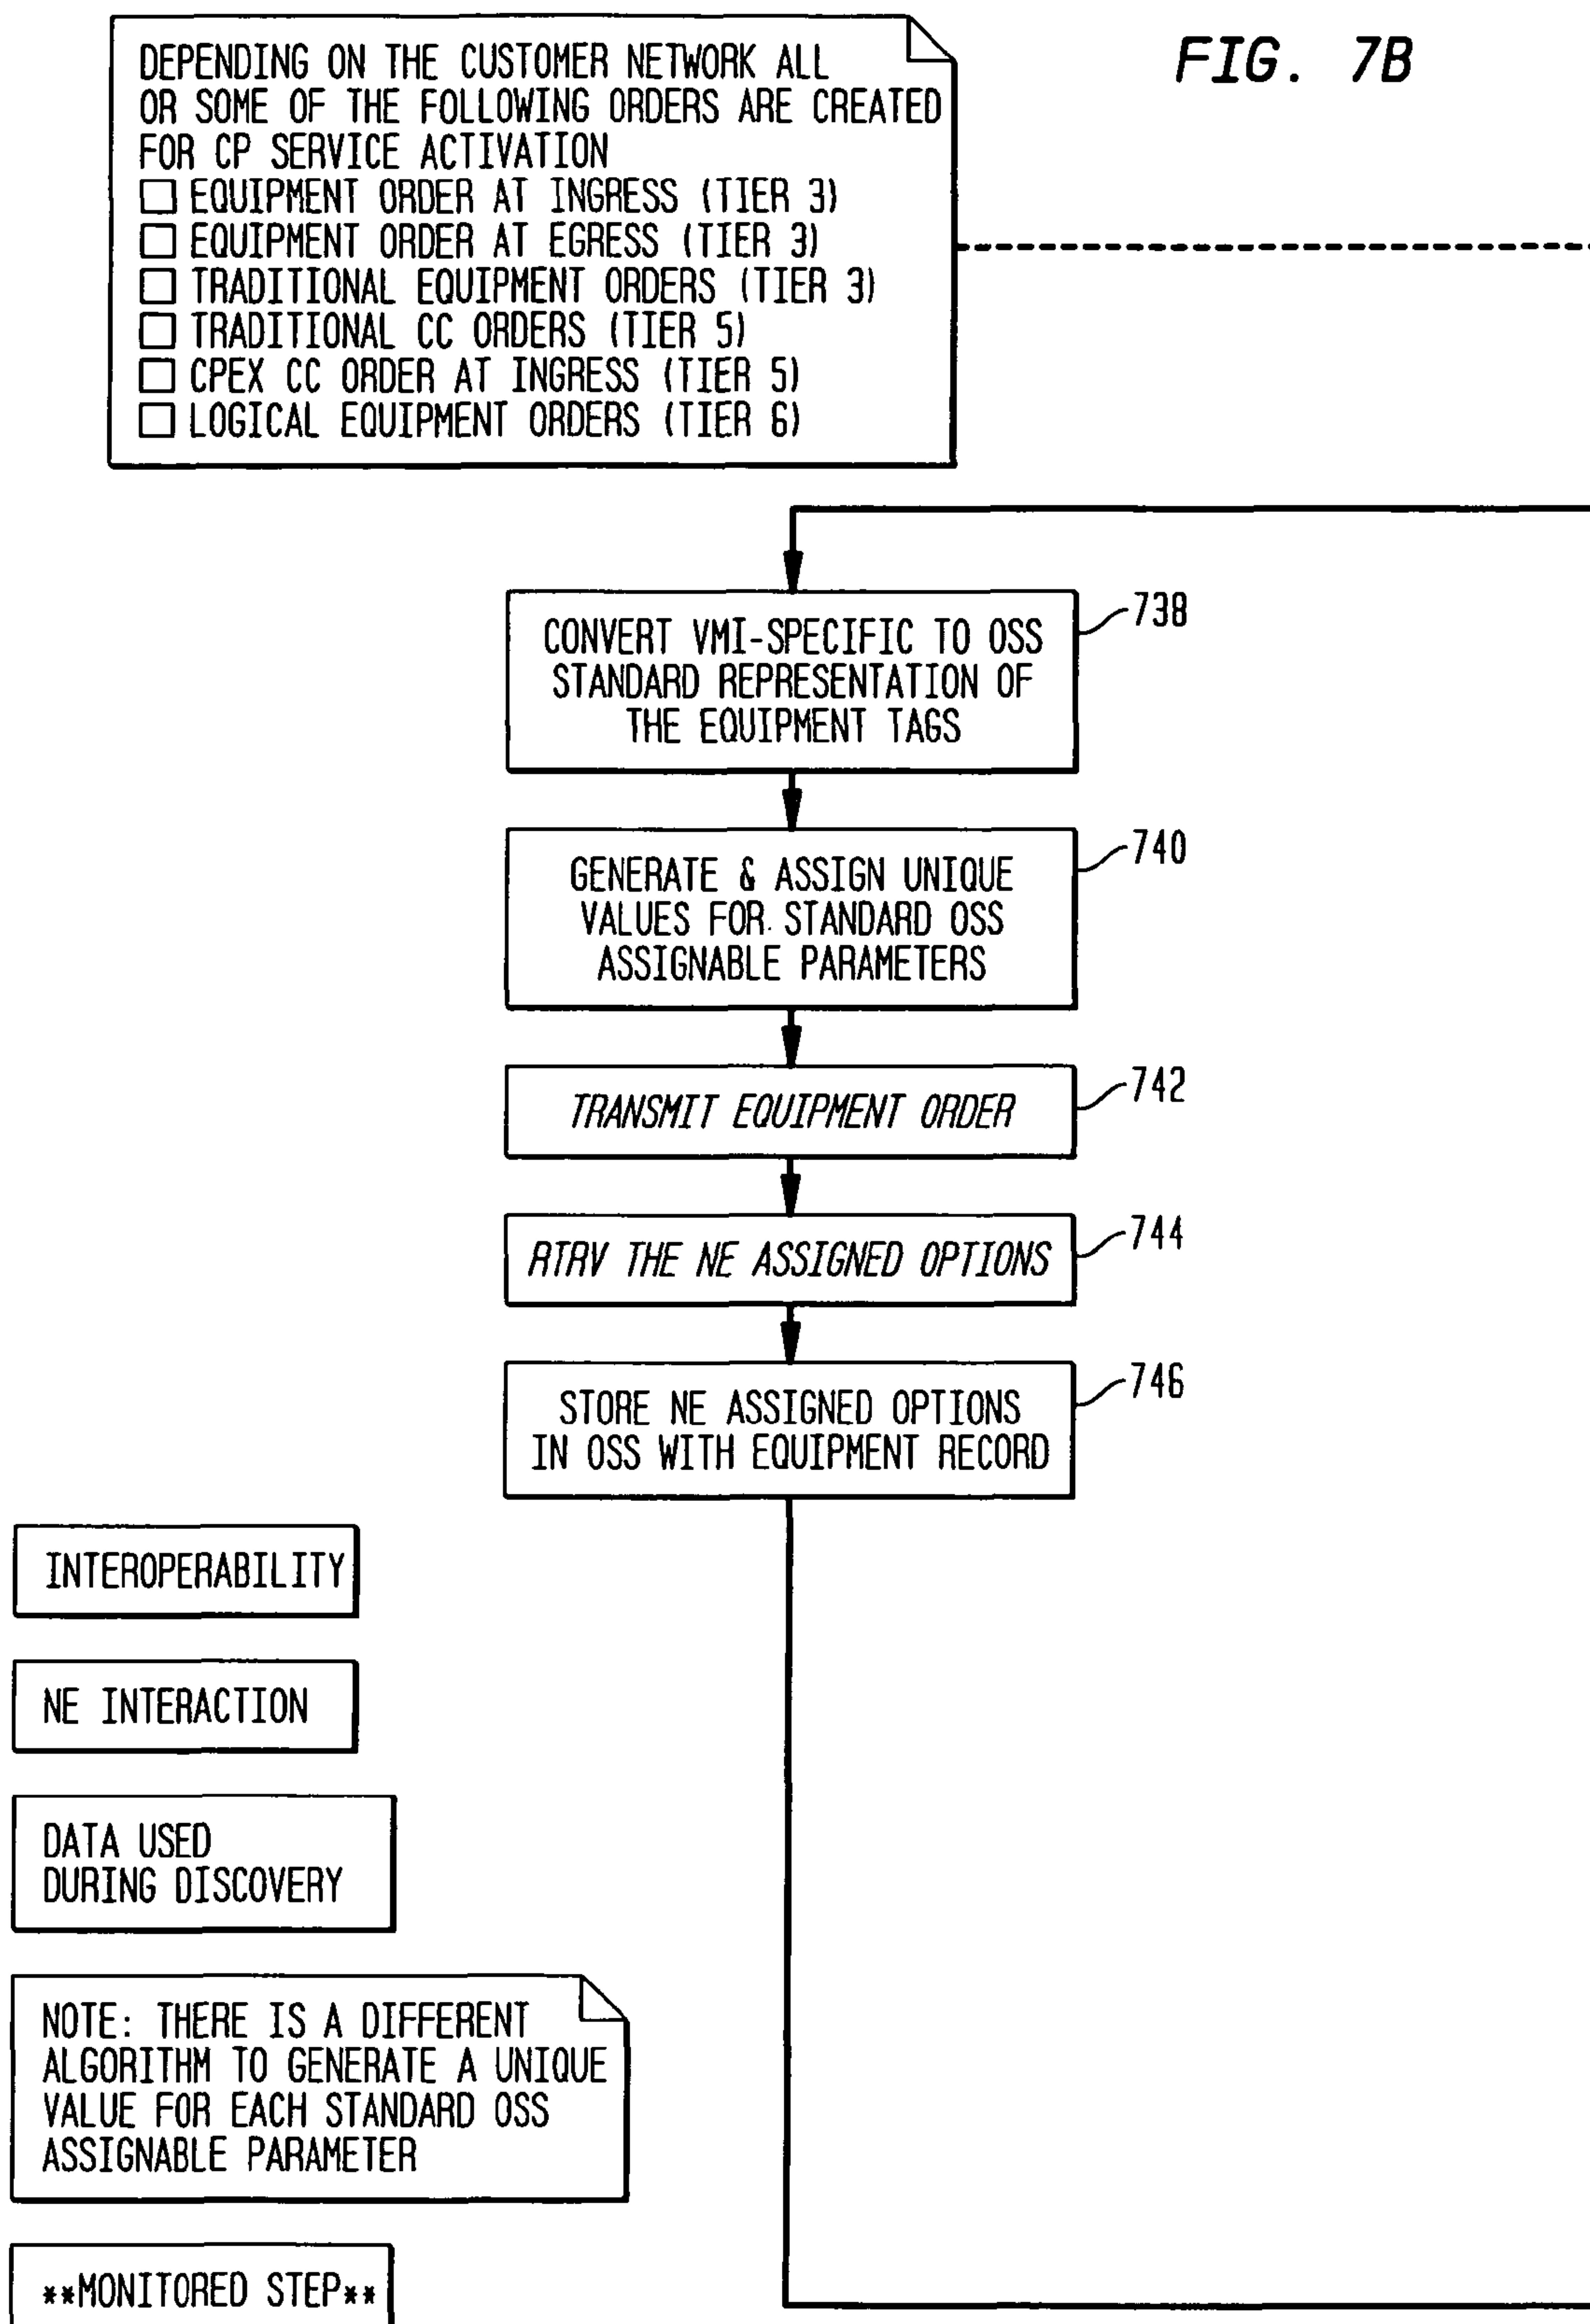 FIG. 7B
DEPENDING ON THE CUSTOMER NETWORK ALL
OR SOME OF THE FOLLOWING ORDERS ARE CREATED
FOR CP SERVICE ACTIVATION
☐ EQUIPMENT ORDER AT INGRESS (TIER 3)
☐ EQUIPMENT ORDER AT EGRESS (TIER 3)
☐ TRADITIONAL EQUIPMENT ORDERS (TIER 3)
☐ TRADITIONAL CC ORDERS (TIER 5)
☐ CPEX CC ORDER AT INGRESS (TIER 5)
☐ LOGICAL EQUIPMENT ORDERS (TIER 6)
738
CONVERT VMI-SPECIFIC TO OSS
STANDARD REPRESENTATION OF
THE EQUIPMENT TAGS
740
GENERATE & ASSIGN UNIQUE
VALUES FOR STANDARD OSS
ASSIGNABLE PARAMETERS
742
TRANSMIT EQUIPMENT ORDER
744
RTRV THE NE ASSIGNED OPTIONS
746
STORE NE ASSIGNED OPTIONS
IN OSS WITH EQUIPMENT RECORD
INTEROPERABILITY
NE INTERACTION
DATA USED
DURING DISCOVERY
NOTE: THERE IS A DIFFERENT
ALGORITHM TO GENERATE A UNIQUE
VALUE FOR EACH STANDARD OSS
ASSIGNABLE PARAMETER
**MONITORED STEP**